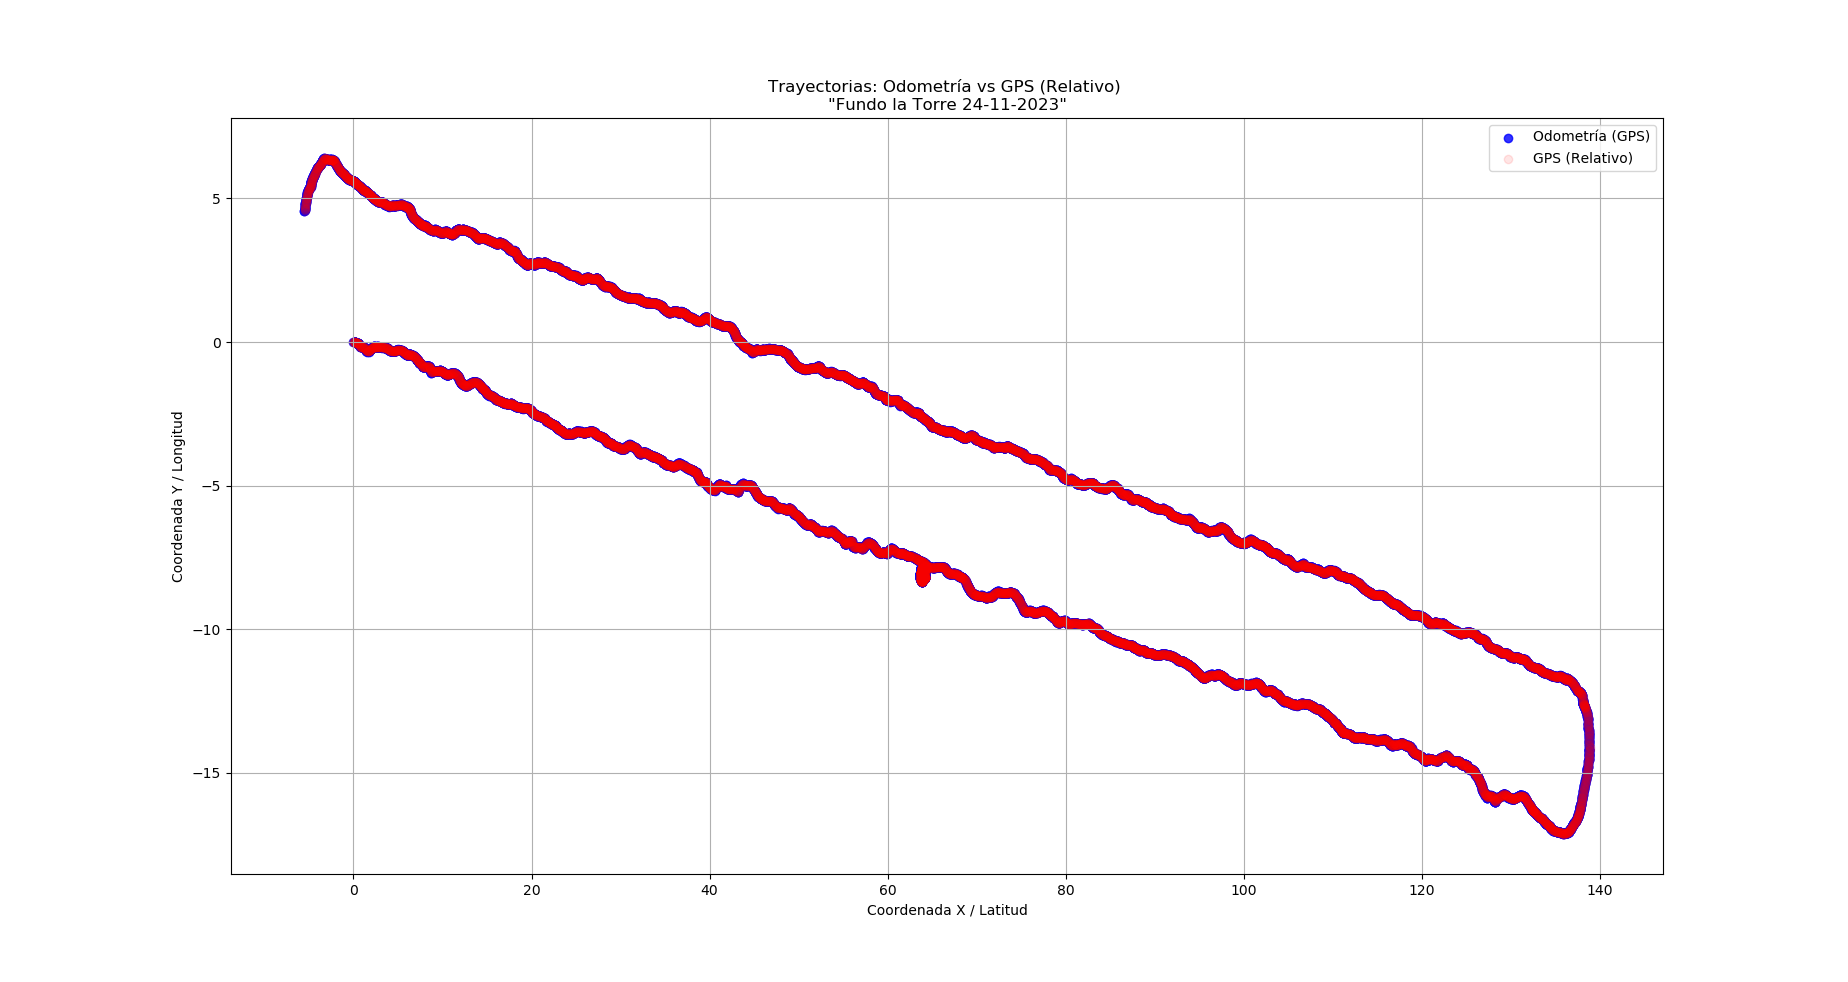 Trayectorias: Odometría vs GPS (Relativo)
"Fundo la Torre 24-11-2023"
Odometría (GPS)
GPS (Relativo)
Coordenada Y / Longitud
5
0
−5
−10
−15
0 20 40 60 80 100 120 140
Coordenada X / Latitud